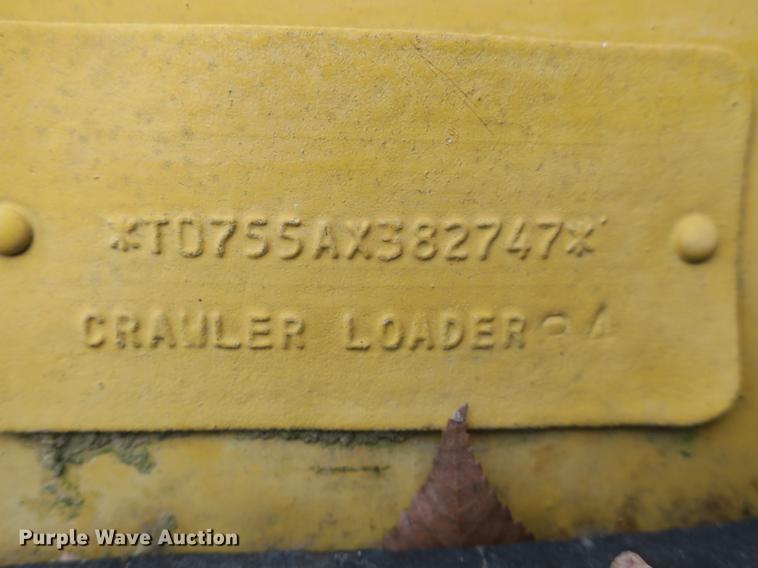 *T0755AX382747*
CRAWLER LOADER
Purple Wave Auction